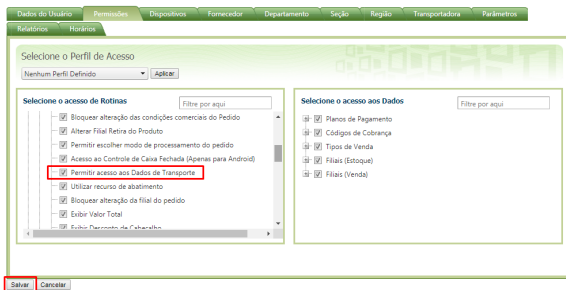 Dados do Usuário Permissões Dispositivos Fornecedor Departamento Seção Região Transportadora Parâmetros
Relatórios Horários
Selecione o Perfil de Acesso
Nenhum Perfil Definido Aplicar
Selecione o acesso de Rotinas Filtre por aqui
Bloquear alteração das condições comerciais do Pedido
Alterar Filial Retira do Produto
Permitir escolher modo de processamento do pedido
Acesso ao Controle de Caixa Fechada (Apenas para Android)
Permitir acesso aos Dados de Transporte
Utilizar recurso de abatimento
Bloquear alteração da filial do pedido
Exibir Valor Total
Exibir Desconto de Cabeçalho
Selecione o acesso aos Dados Filtre por aqui
Planos de Pagamento
Códigos de Cobrança
Tipos de Venda
Filiais (Estoque)
Filiais (Venda)
Salvar Cancelar